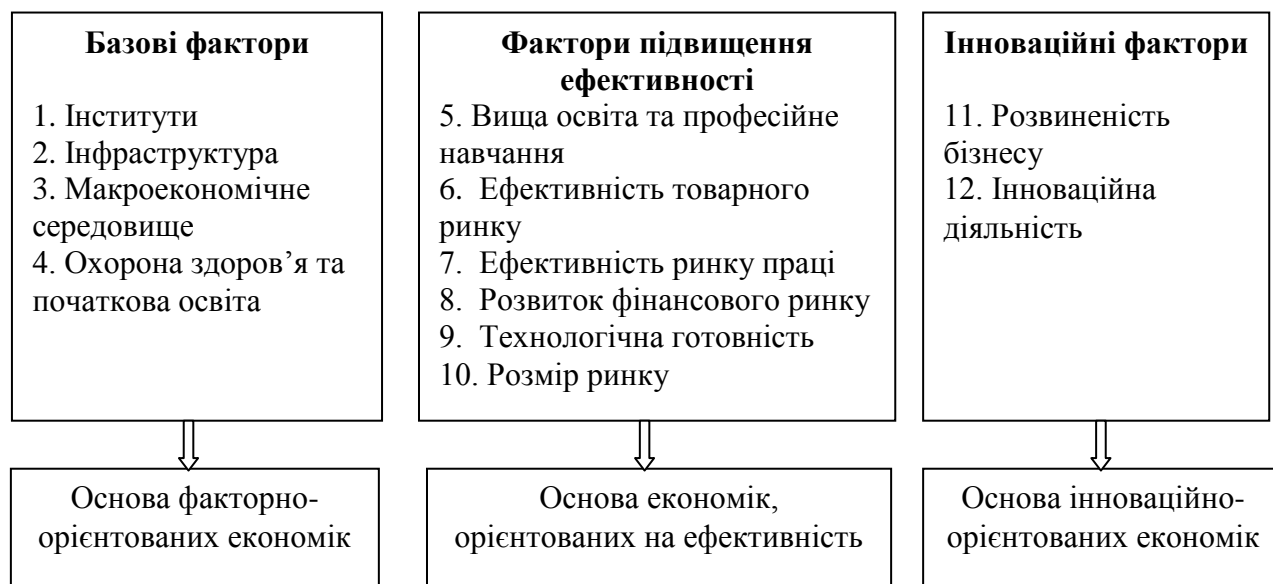 Базові фактори
1. Інститути
2. Інфраструктура
3. Макроекономічне
середовище
4. Охорона здоров’я та
початкова освіта
Фактори підвищення
ефективності
5. Вища освіта та професійне
навчання
6. Ефективність товарного
ринку
7. Ефективність ринку праці
8. Розвиток фінансового ринку
9. Технологічна готовність
10. Розмір ринку
Інноваційні фактори
11. Розвиненість
бізнесу
12. Інноваційна
діяльність
Основа факторно-
орієнтованих економік
Основа економік,
орієнтованих на ефективність
Основа інноваційно-
орієнтованих економік